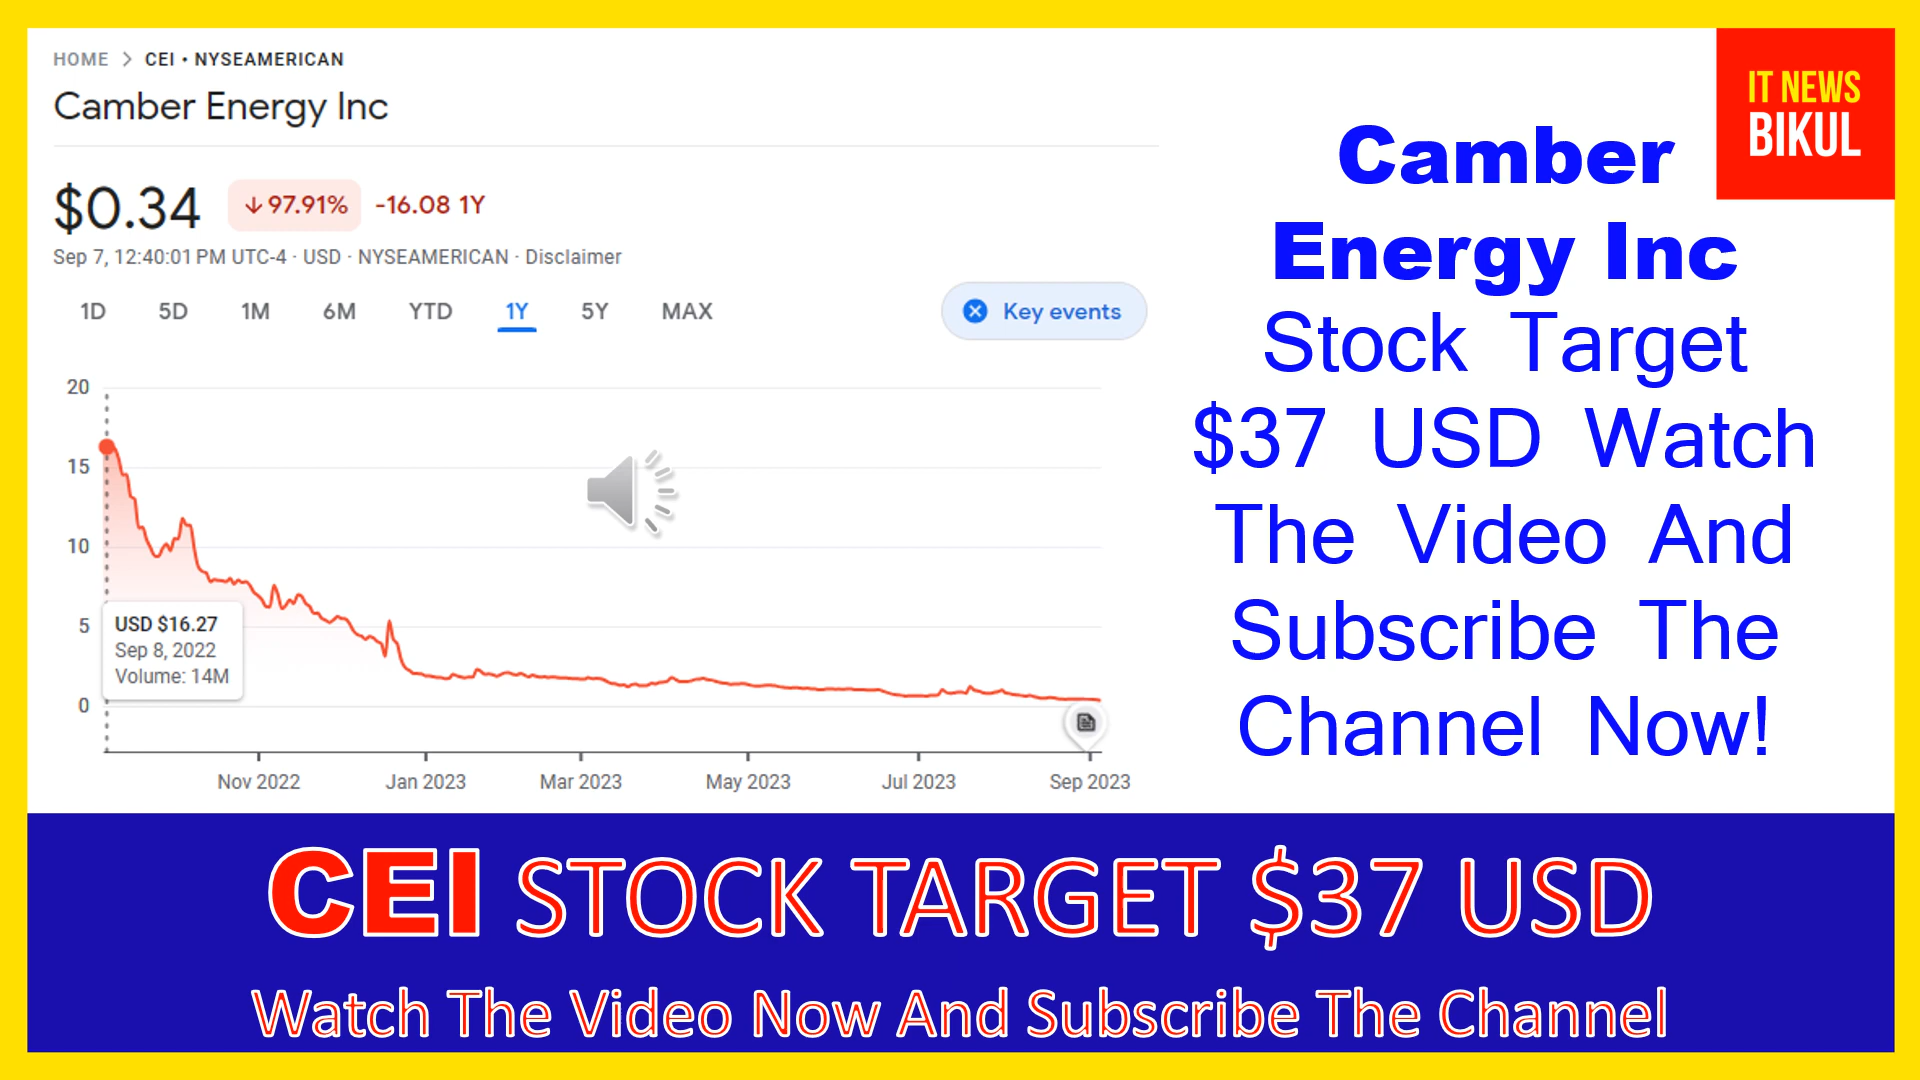 HOME > CEI • NYSEAMERICAN
Camber Energy Inc
$0.34 ↓97.91% -16.08 1Y
Sep 7, 12:40:01 PM UTC-4 · USD · NYSEAMERICAN · Disclaimer
1D 5D 1M 6M YTD 1Y 5Y MAX
Key events
20
15
10
5
0
USD $16.27
Sep 8, 2022
Volume: 14M
Nov 2022 Jan 2023 Mar 2023 May 2023 Jul 2023 Sep 2023
IT NEWS
BIKUL
Camber
Energy Inc
Stock Target
$37 USD Watch
The Video And
Subscribe The
Channel Now!
CEI STOCK TARGET $37 USD
Watch The Video Now And Subscribe The Channel